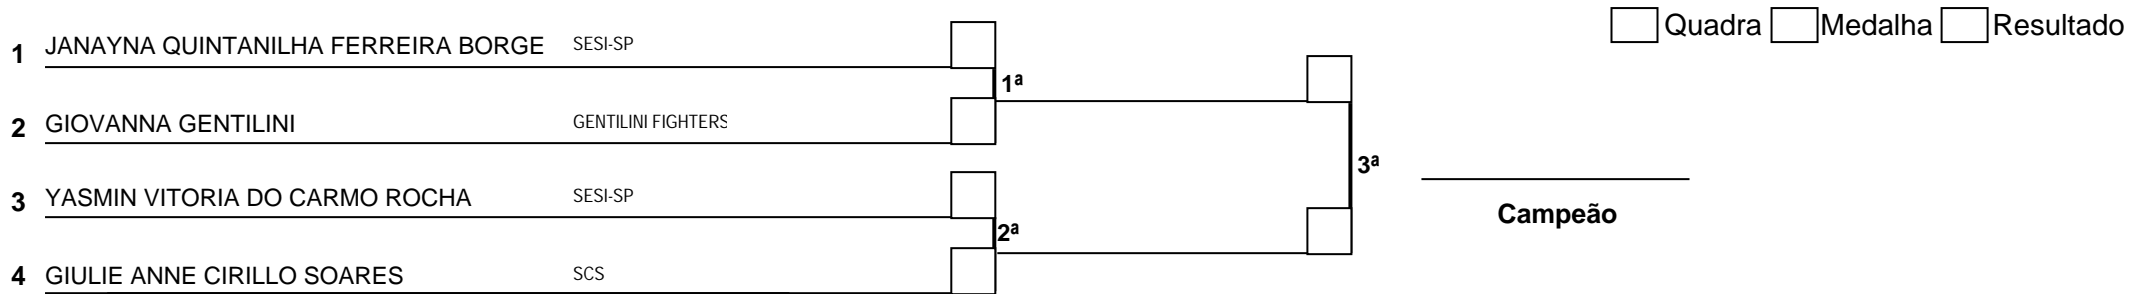 Quadra Medalha Resultado
1 JANAYNA QUINTANILHA FERREIRA BORGE SESI-SP
1ª
2 GIOVANNA GENTILINI GENTILINI FIGHTERS
3ª
3 YASMIN VITORIA DO CARMO ROCHA SESI-SP
Campeão
2ª
4 GIULIE ANNE CIRILLO SOARES SCS